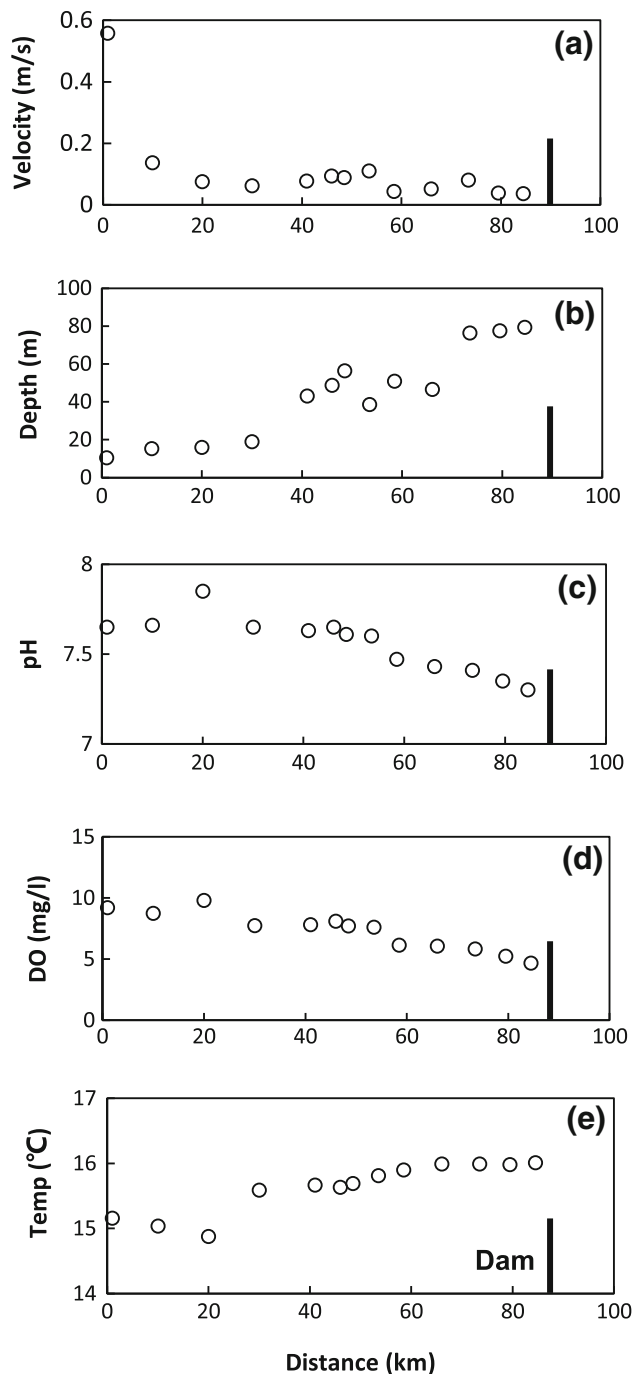 (a)
Velocity (m/s)
0.6
0.4
0.2
0
0 20 40 60 80 100
(b)
Depth (m)
100
80
60
40
20
0
0 20 40 60 80 100
(c)
pH
8
7.5
7
0 20 40 60 80 100
(d)
DO (mg/l)
15
10
5
0
0 20 40 60 80 100
(e)
Temp (°C)
17
16
15
14
Dam
0 20 40 60 80 100
Distance (km)